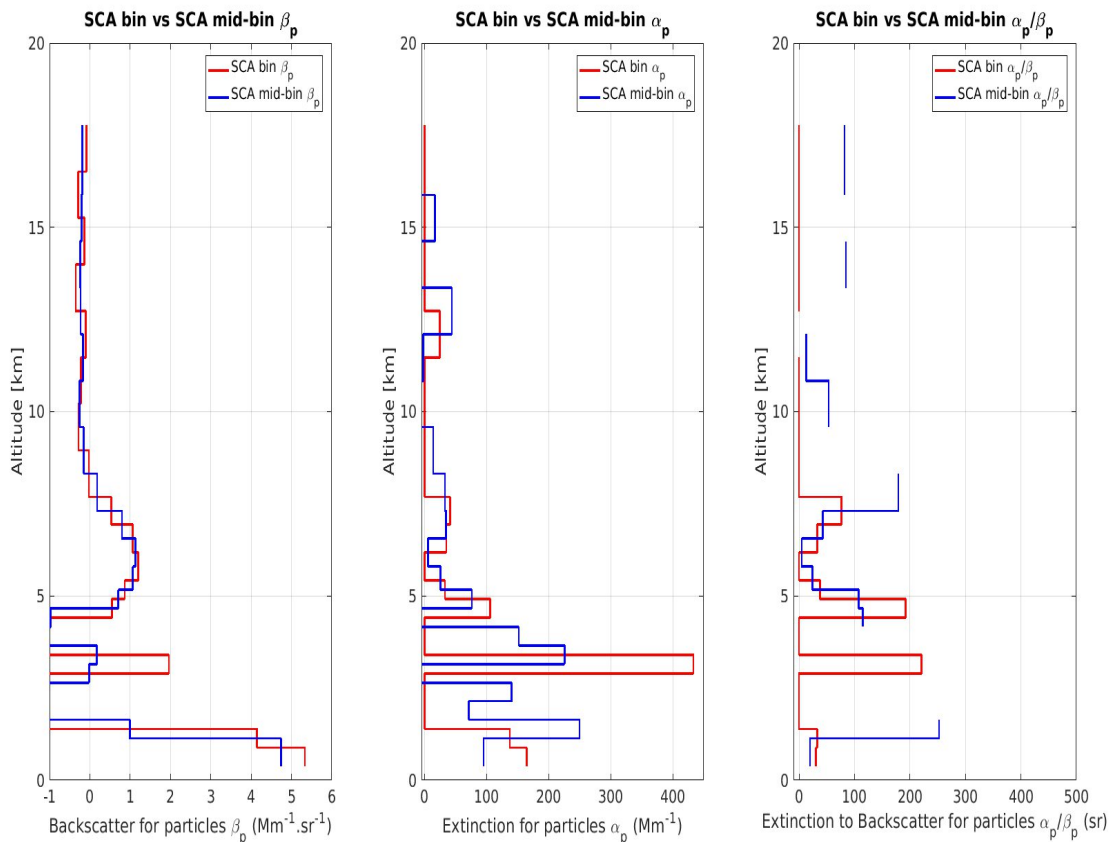 SCA bin vs SCA mid-bin βp
20
15
10
5
0
-1 0 1 2 3 4 5 6
Altitude [km]
Backscatter for particles βp (Mm-1.sr-1)
SCA bin βp
SCA mid-bin βp
SCA bin vs SCA mid-bin αp
20
15
10
5
0
0 100 200 300 400
Altitude [km]
Extinction for particles αp (Mm-1)
SCA bin αp
SCA mid-bin αp
SCA bin vs SCA mid-bin αp/βp
20
15
10
5
0
0 100 200 300 400 500
Altitude [km]
Extinction to Backscatter for particles αp/βp (sr)
SCA bin αp/βp
SCA mid-bin αp/βp